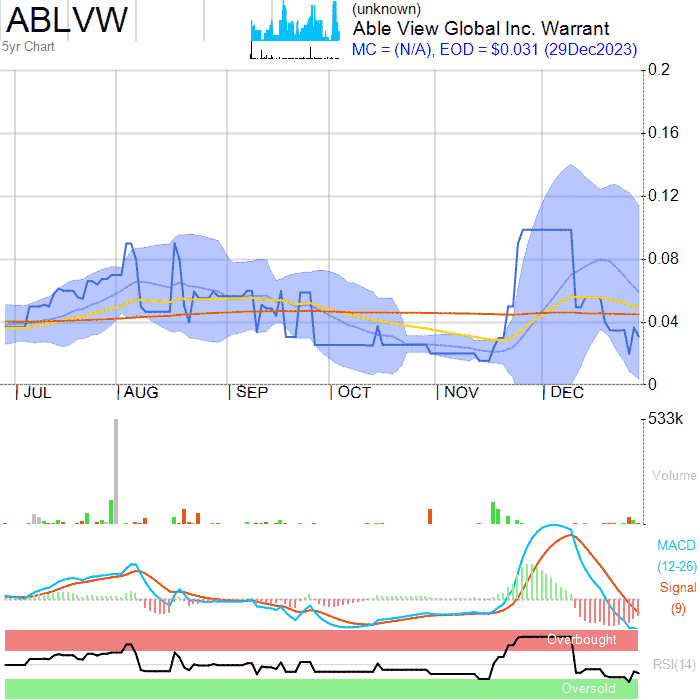 ABLVW
5yr Chart
(unknown)
Able View Global Inc. Warrant
MC = (N/A), EOD = $0.031 (29Dec2023)
0.2
0.16
0.12
0.08
0.04
0
JUL AUG SEP OCT NOV DEC
533k
Volume
MACD
(12-26)
Signal
(9)
Overbought
RSI(14)
Oversold